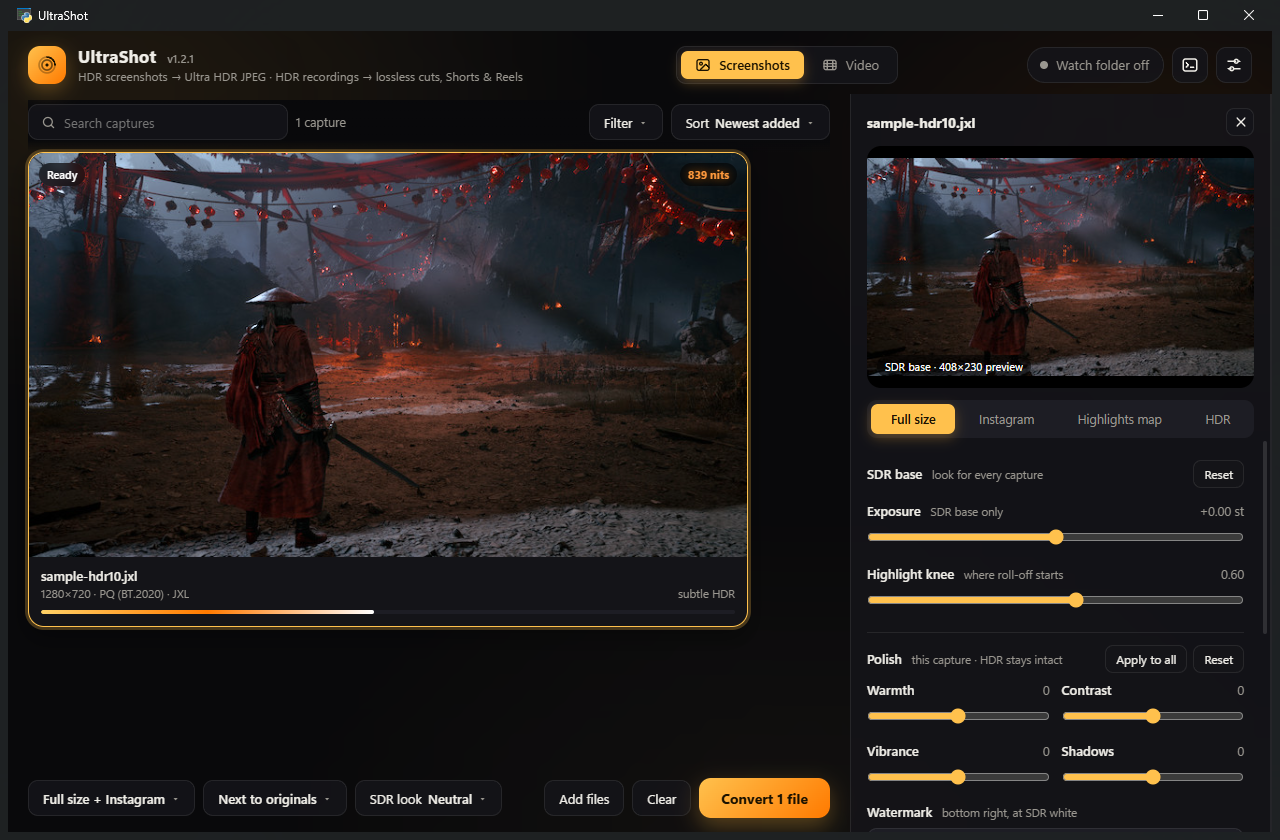 UltraShot
UltraShot v1.2.1
HDR screenshots → Ultra HDR JPEG · HDR recordings → lossless cuts, Shorts & Reels
Screenshots
Video
Watch folder off
Search captures
1 capture
Filter
Sort Newest added
Ready
839 nits
sample-hdr10.jxl
1280×720 · PQ (BT.2020) · JXL
subtle HDR
Full size + Instagram
Next to originals
SDR look Neutral
Add files
Clear
Convert 1 file
sample-hdr10.jxl
SDR base · 408×230 preview
Full size
Instagram
Highlights map
HDR
SDR base look for every capture
Reset
Exposure SDR base only
+0.00 st
Highlight knee where roll-off starts
0.60
Polish this capture · HDR stays intact
Apply to all
Reset
Warmth 0
Contrast 0
Vibrance 0
Shadows 0
Watermark bottom right, at SDR white